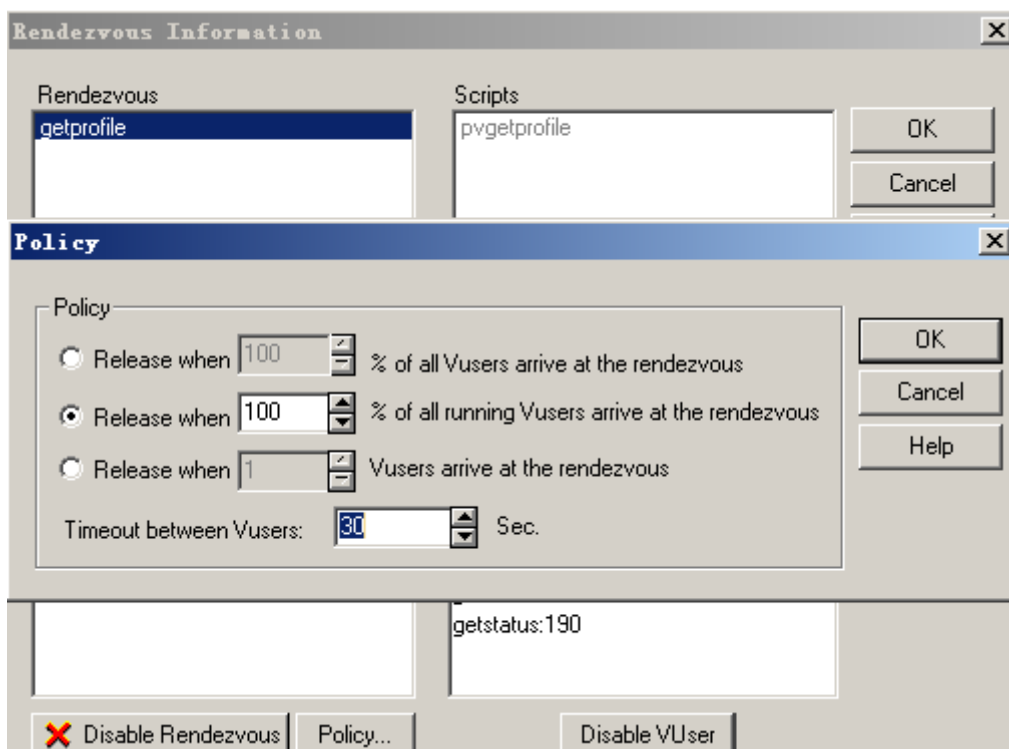 Rendezvous Information
Rendezvous
Scripts
getprofile
pvgetprofile
OK
Cancel
Policy
Policy
Release when 100 % of all Vusers arrive at the rendezvous
Release when 100 % of all running Vusers arrive at the rendezvous
Release when 1 Vusers arrive at the rendezvous
Timeout between Vusers: 30 Sec.
OK
Cancel
Help
getstatus:190
Disable Rendezvous
Policy...
Disable VUser